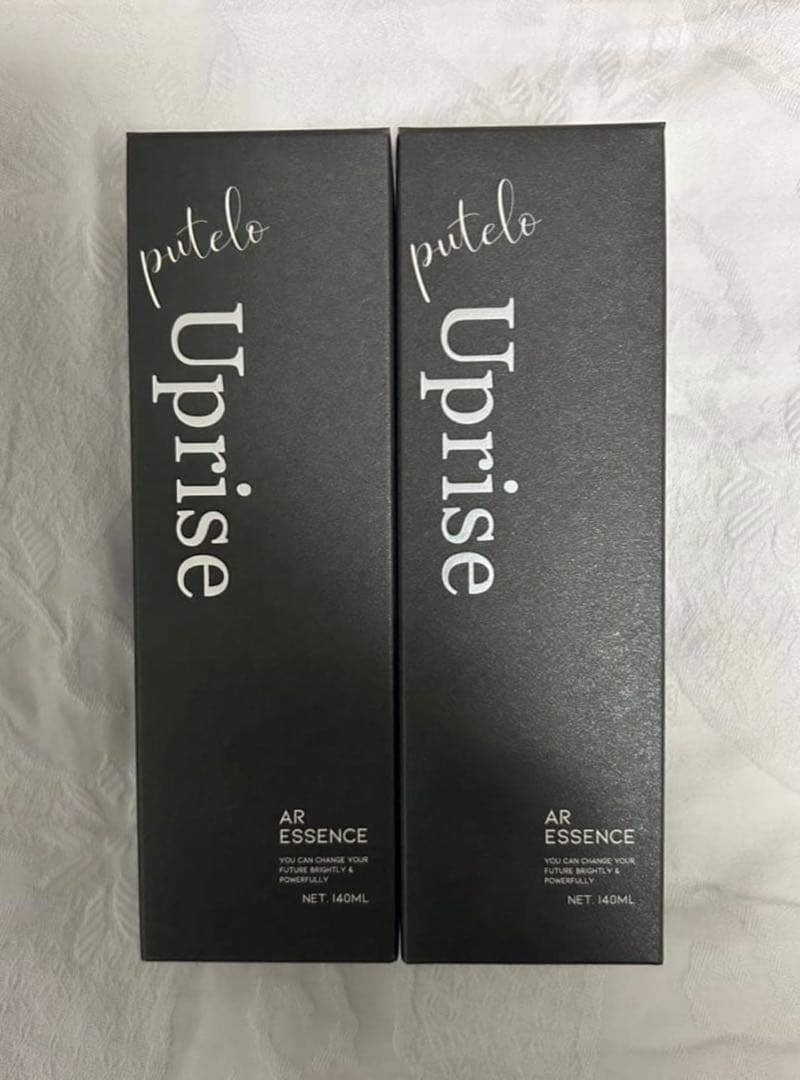 putelo
Uprise
AR
ESSENCE
YOU CAN CHANGE YOUR
FUTURE BRIGHTLY &
POWERFULLY
NET. 140ML
putelo
Uprise
AR
ESSENCE
YOU CAN CHANGE YOUR
FUTURE BRIGHTLY &
POWERFULLY
NET. 140ML